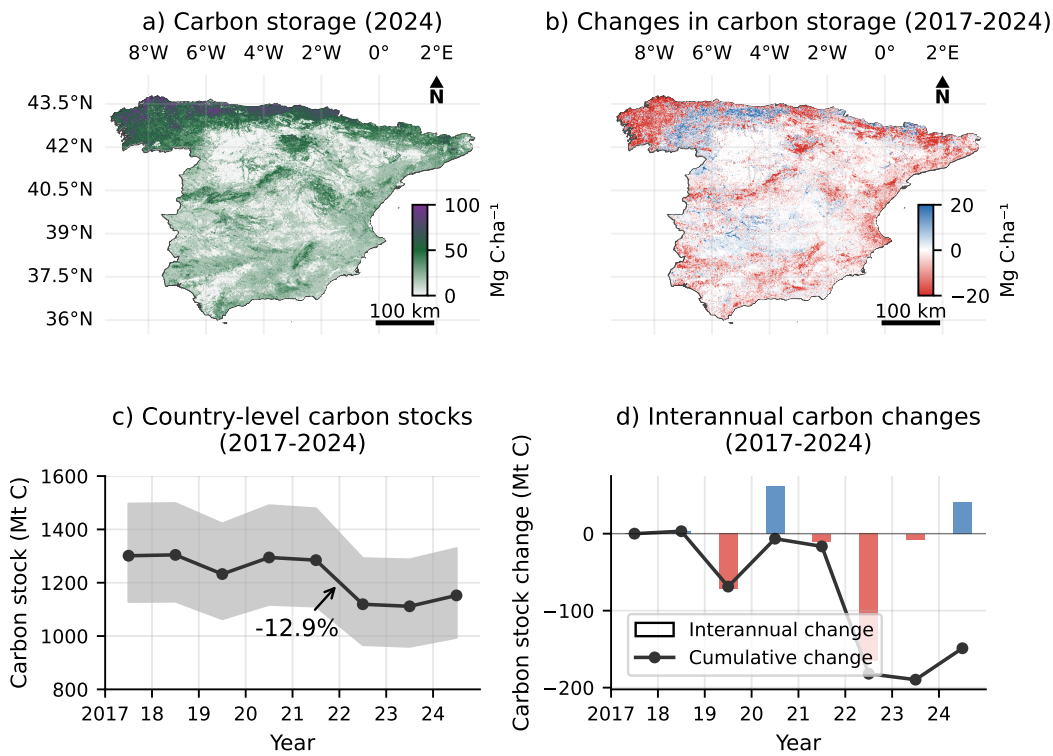 a) Carbon storage (2024)
8°W 6°W 4°W 2°W 0° 2°E
N
43.5°N
42°N
40.5°N
39°N
37.5°N
36°N
100
50
0
Mg C·ha⁻¹
100 km
b) Changes in carbon storage (2017-2024)
8°W 6°W 4°W 2°W 0° 2°E
N
20
0
−20
Mg C·ha⁻¹
100 km
c) Country-level carbon stocks
(2017-2024)
Carbon stock (Mt C)
1600
1400
1200
1000
800
-12.9%
2017 18 19 20 21 22 23 24
Year
d) Interannual carbon changes
(2017-2024)
Carbon stock change (Mt C)
0
−100
−200
Interannual change
Cumulative change
2017 18 19 20 21 22 23 24
Year